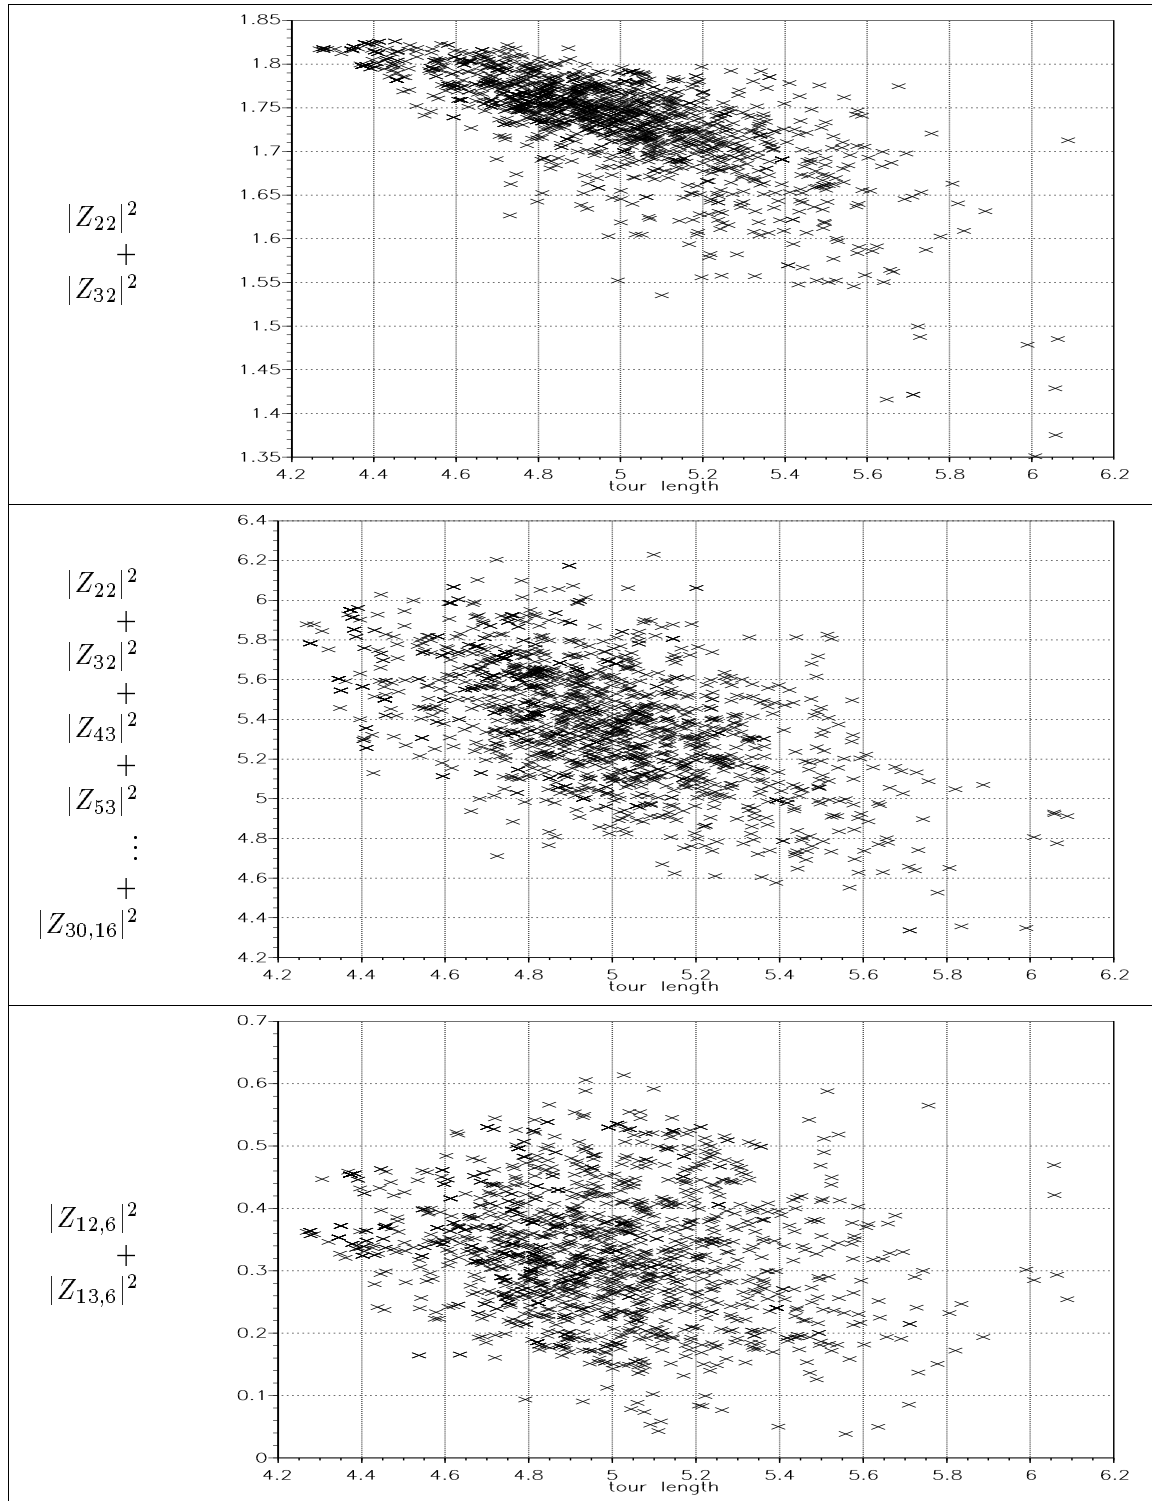 |Z22|^2
+
|Z32|^2
1.85
1.8
1.75
1.7
1.65
1.6
1.55
1.5
1.45
1.4
1.35
4.2 4.4 4.6 4.8 5 5.2 5.4 5.6 5.8 6 6.2
tour length
|Z22|^2
+
|Z32|^2
+
|Z43|^2
+
|Z53|^2
⋮
+
|Z30,16|^2
6.4
6.2
6
5.8
5.6
5.4
5.2
5
4.8
4.6
4.4
4.2
4.2 4.4 4.6 4.8 5 5.2 5.4 5.6 5.8 6 6.2
tour length
|Z12,6|^2
+
|Z13,6|^2
0.7
0.6
0.5
0.4
0.3
0.2
0.1
0
4.2 4.4 4.6 4.8 5 5.2 5.4 5.6 5.8 6 6.2
tour length